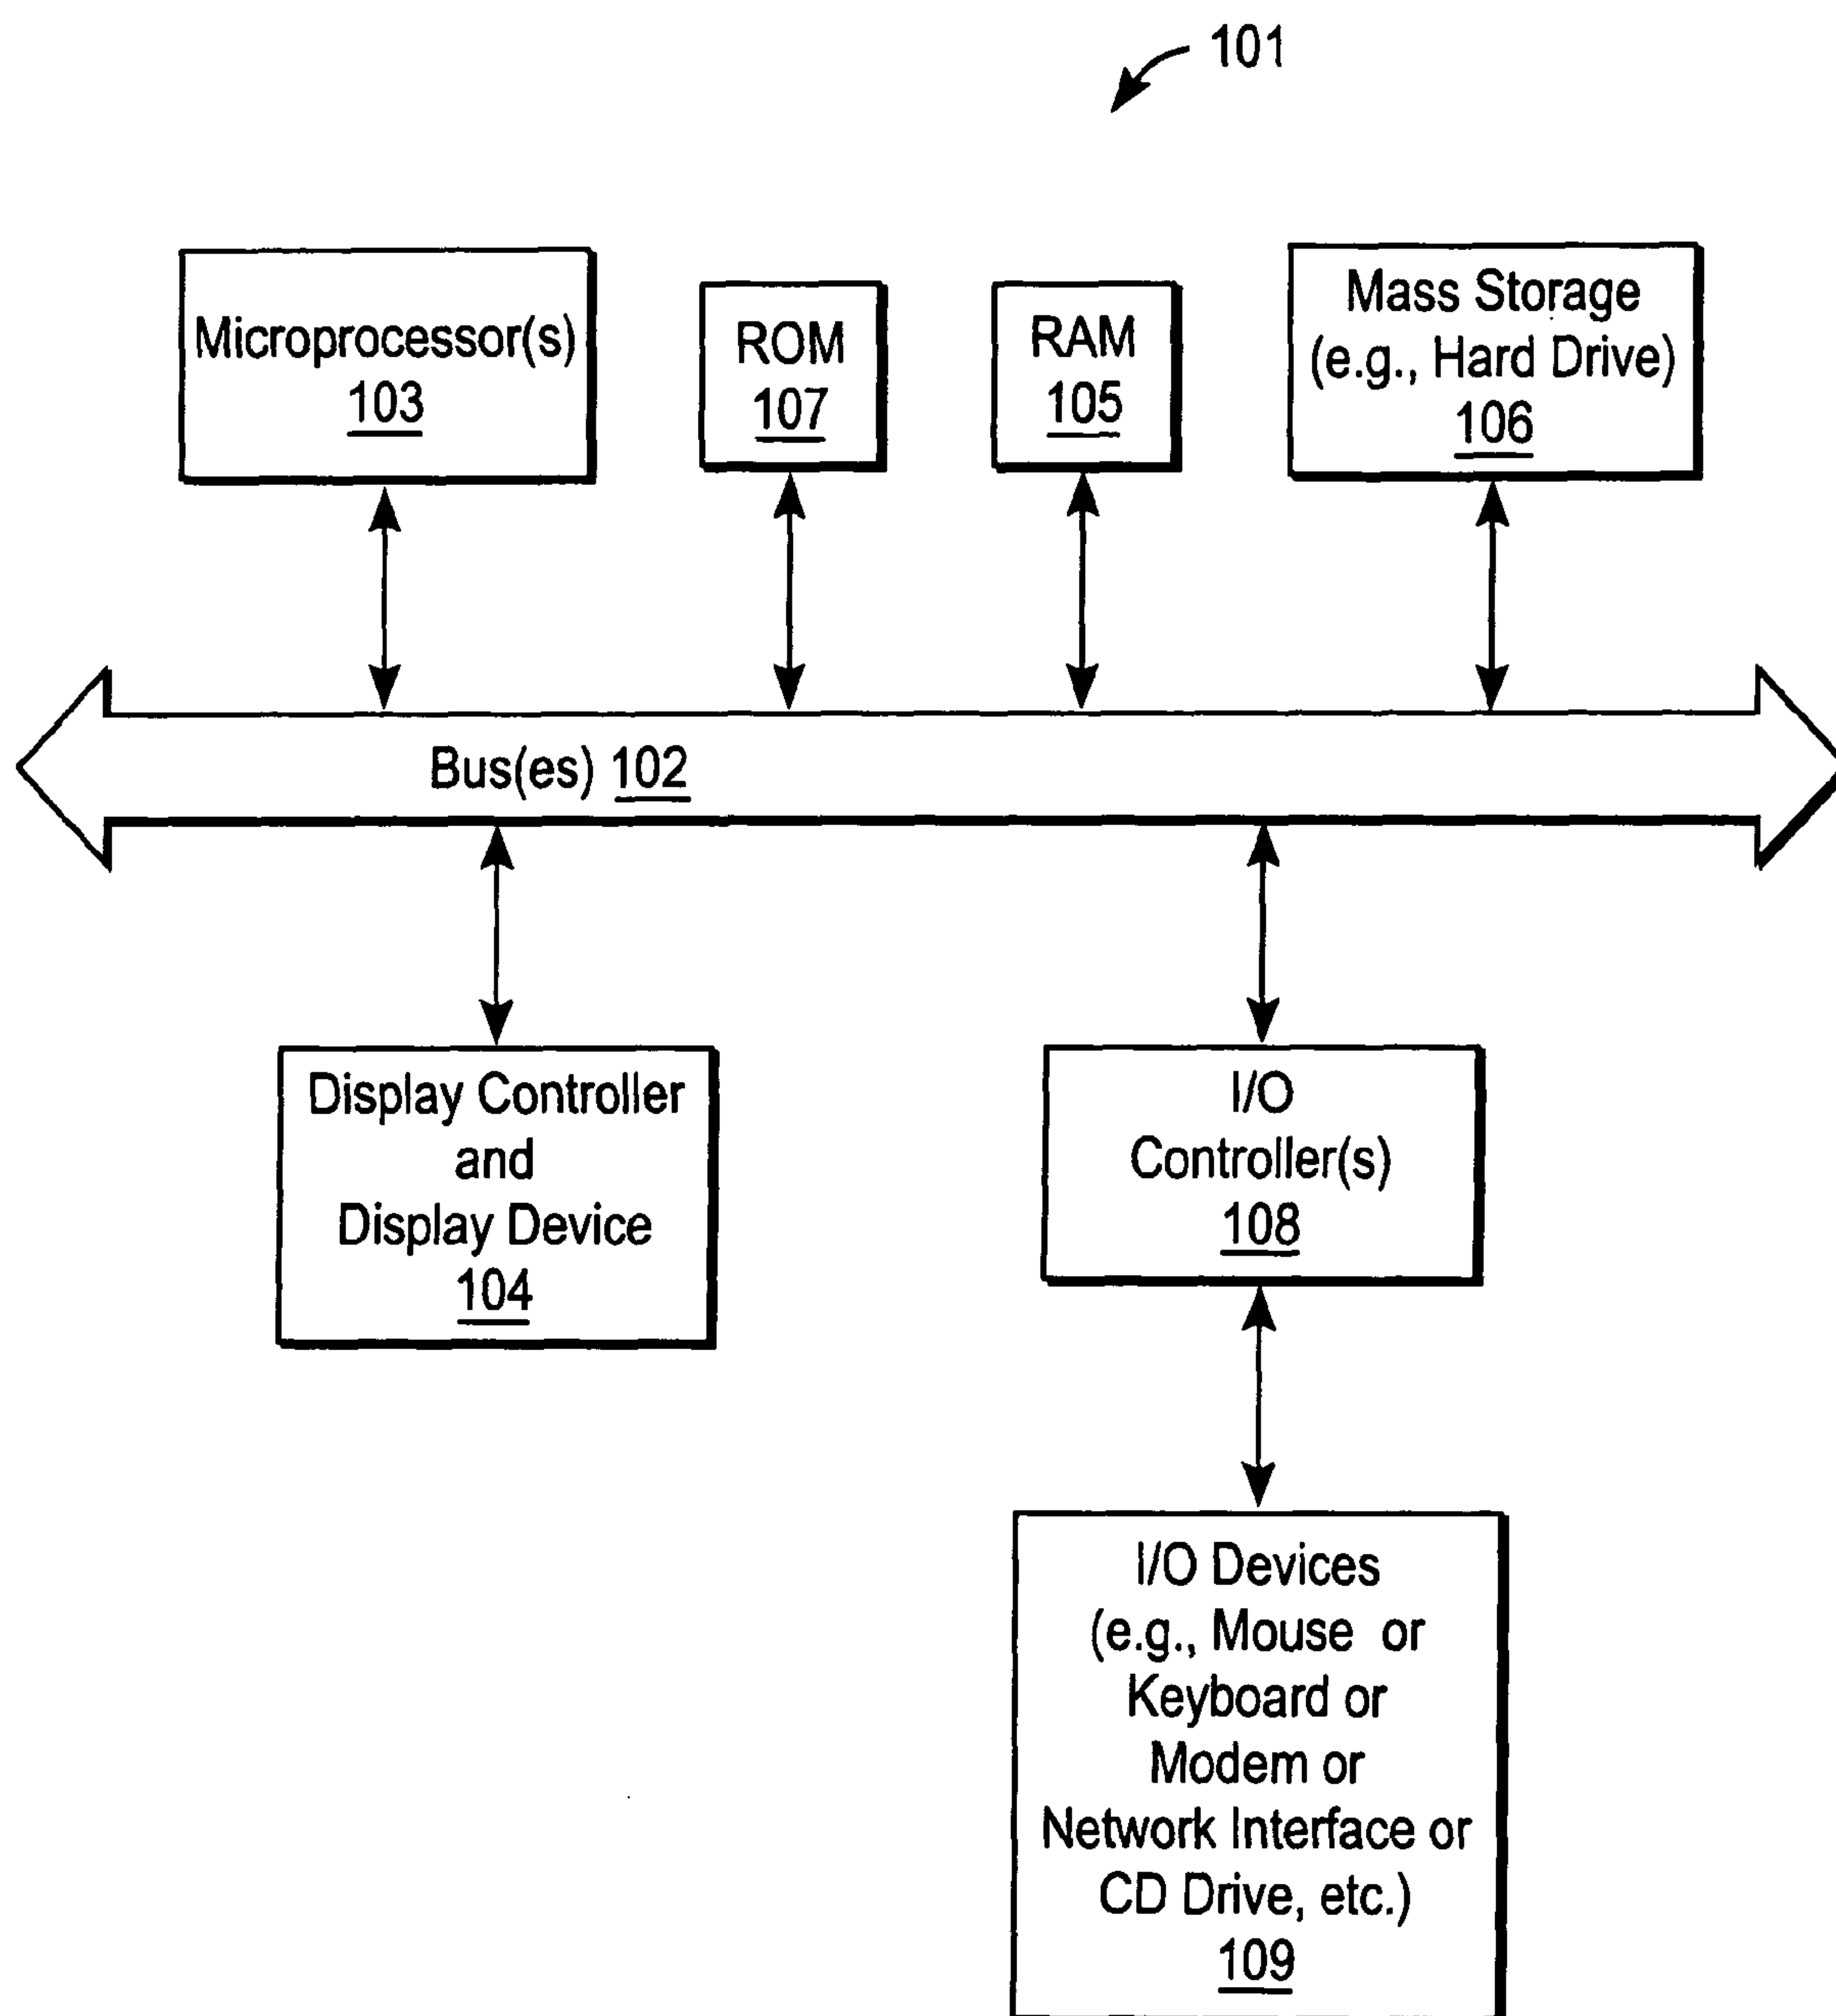 101
Microprocessor(s)
103
ROM
107
RAM
105
Mass Storage
(e.g., Hard Drive)
106
Bus(es) 102
Display Controller
and
Display Device
104
I/O
Controller(s)
108
I/O Devices
(e.g., Mouse or
Keyboard or
Modem or
Network Interface or
CD Drive, etc.)
109